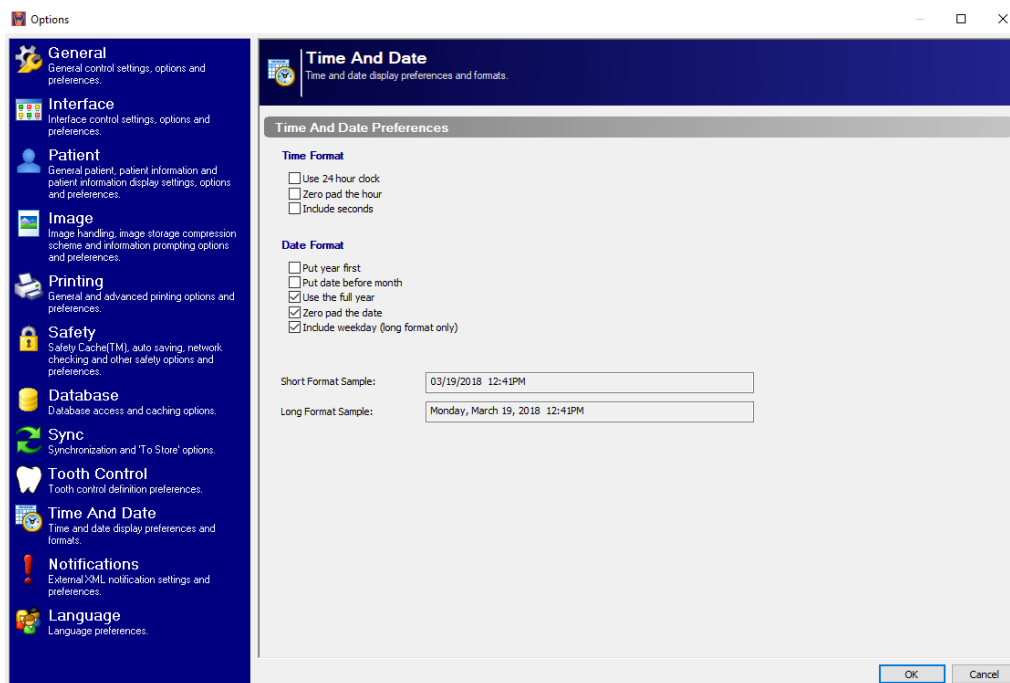 Options
General
General control settings, options and
preferences.
Interface
Interface control settings, options and
preferences.
Patient
General patient, patient information and
patient information display settings, options
and preferences.
Image
Image handling, image storage compression
scheme and information prompting options
and preferences.
Printing
General and advanced printing options and
preferences.
Safety
Safety Cache(TM), auto saving, network
checking and other safety options and
preferences.
Database
Database access and caching options.
Sync
Synchronization and 'To Store' options.
Tooth Control
Tooth control definition preferences.
Time And Date
Time and date display preferences and
formats.
Notifications
External XML notification settings and
preferences.
Language
Language preferences.
Time And Date
Time and date display preferences and formats.
Time And Date Preferences
Time Format
Use 24 hour clock
Zero pad the hour
Include seconds
Date Format
Put year first
Put date before month
Use the full year
Zero pad the date
Include weekday (long format only)
Short Format Sample: 03/19/2018 12:41PM
Long Format Sample: Monday, March 19, 2018 12:41PM
OK Cancel